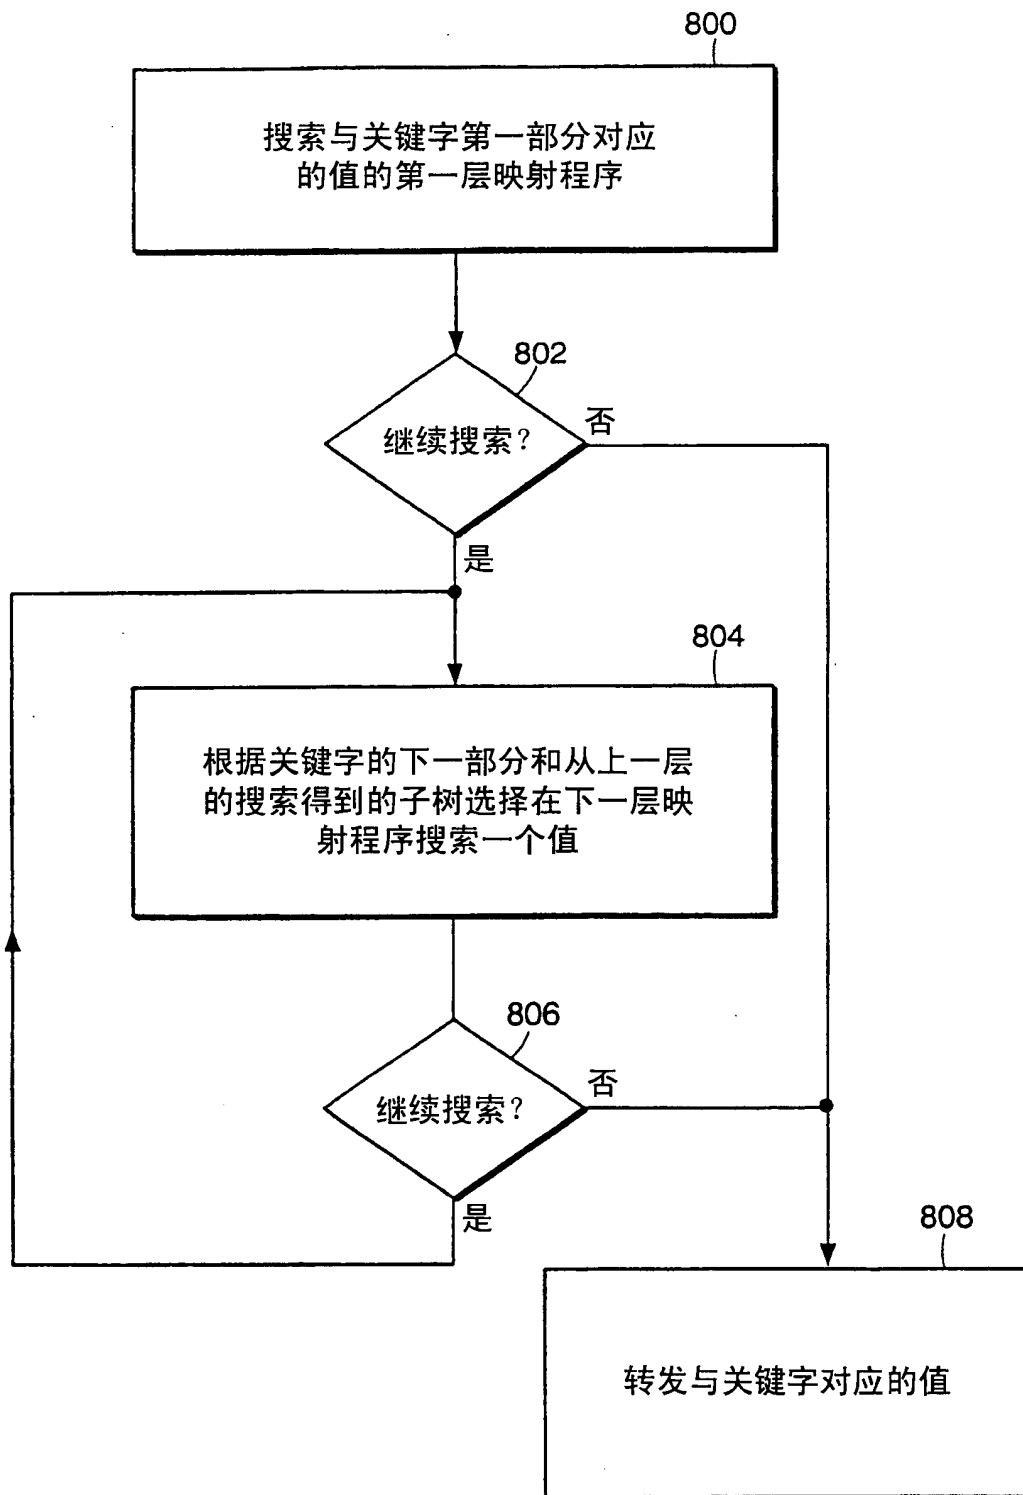 800
搜索与关键字第一部分对应
的值的第一层映射程序
802
继续搜索?
否
是
804
根据关键字的下一部分和从上一层
的搜索得到的子树选择在下一层映
射程序搜索一个值
806
继续搜索?
否
是
808
转发与关键字对应的值